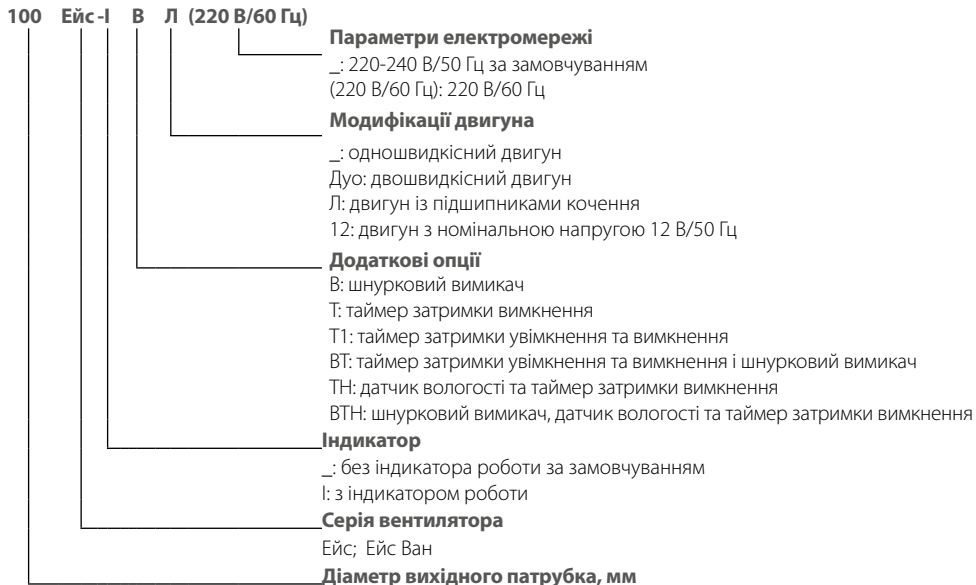 100 Ейс -І В Л (220 В/60 Гц)
Параметри електромережі
_: 220-240 В/50 Гц за замовчуванням
(220 В/60 Гц): 220 В/60 Гц
Модифікації двигуна
_: одношвидкісний двигун
Дуо: двошвидкісний двигун
Л: двигун із підшипниками кочення
12: двигун з номінальною напругою 12 В/50 Гц
Додаткові опції
В: шнурковий вимикач
Т: таймер затримки вимкнення
Т1: таймер затримки увімкнення та вимкнення
ВТ: таймер затримки увімкнення та вимкнення і шнурковий вимикач
ТН: датчик вологості та таймер затримки вимкнення
ВТН: шнурковий вимикач, датчик вологості та таймер затримки вимкнення
Індикатор
_: без індикатора роботи за замовчуванням
І: з індикатором роботи
Серія вентилятора
Ейс; Ейс Ван
Діаметр вихідного патрубка, мм